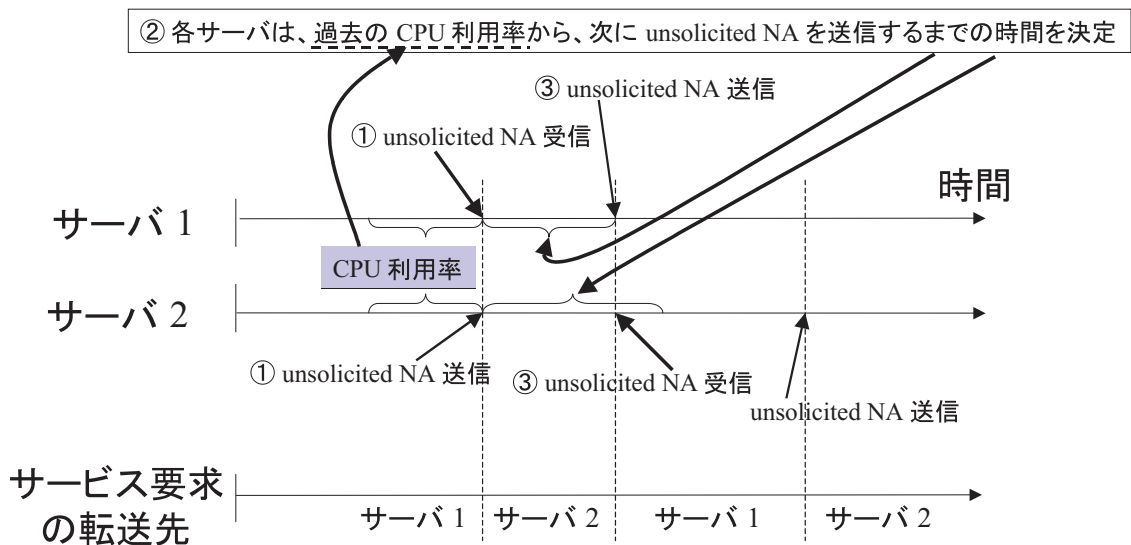 ② 各サーバは、過去の CPU 利用率から、次に unsolicited NA を送信するまでの時間を決定
③ unsolicited NA 送信
① unsolicited NA 受信
時間
サーバ 1
CPU 利用率
サーバ 2
① unsolicited NA 送信
③ unsolicited NA 受信
unsolicited NA 送信
サービス要求
の転送先
サーバ 1 サーバ 2 サーバ 1 サーバ 2